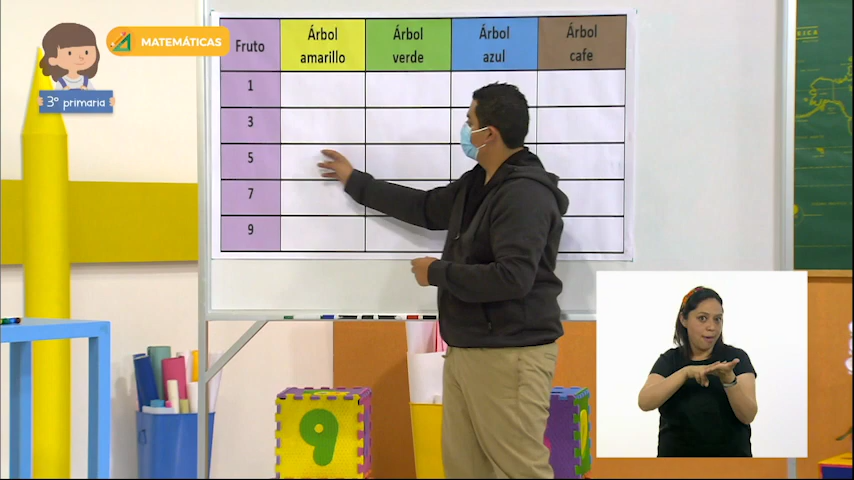 MATEMÁTICAS
3° primaria
Fruto
Árbol amarillo
Árbol verde
Árbol azul
Árbol cafe
1
3
5
7
9
9